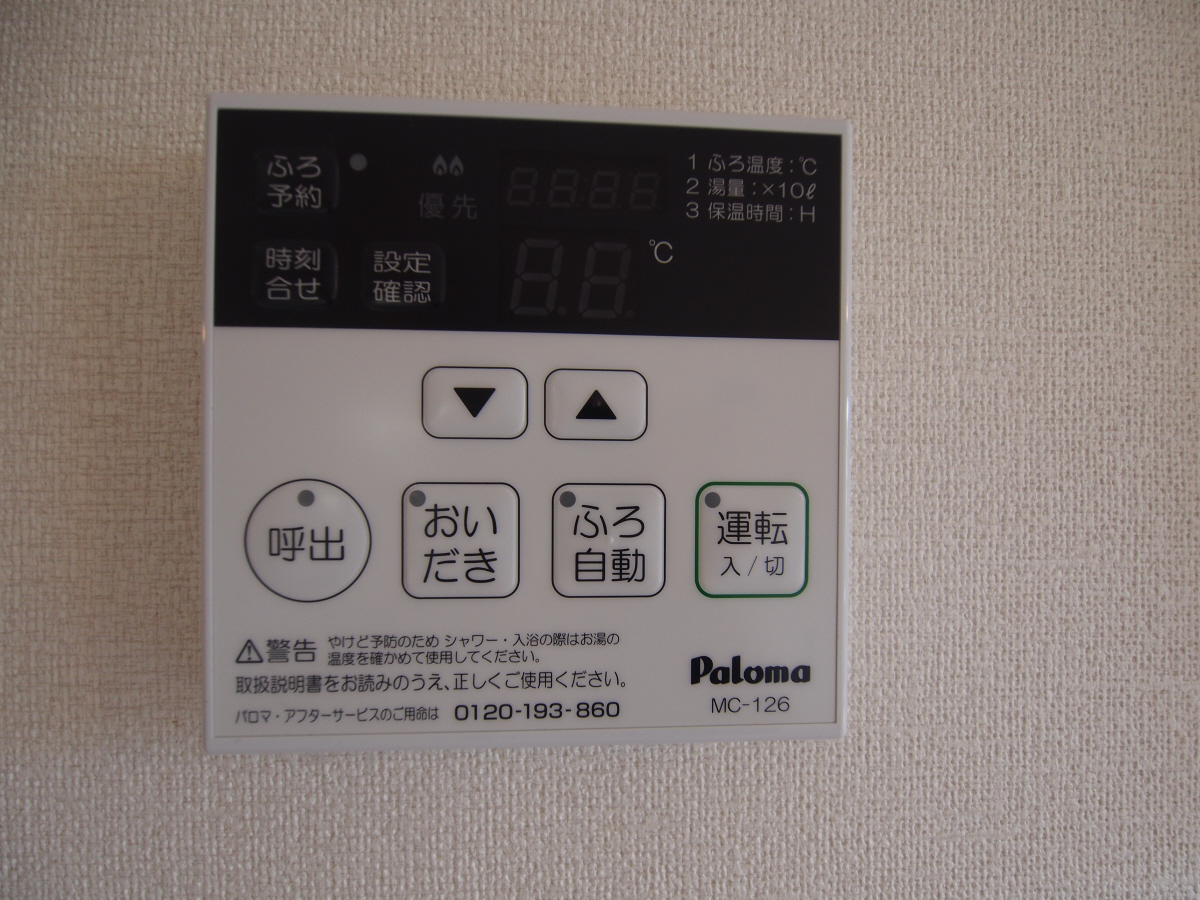 ふろ
予約
優先
1 ふろ温度:℃
2 湯量:×10ℓ
3 保温時間:H
時刻
合せ
設定
確認
℃
▼ ▲
呼出
おい
だき
ふろ
自動
運転
入/切
⚠警告 やけど予防のため シャワー・入浴の際はお湯の
温度を確かめて使用してください。
取扱説明書をお読みのうえ、正しくご使用ください。
パロマ・アフターサービスのご用命は 0120-193-860
Paloma
MC-126